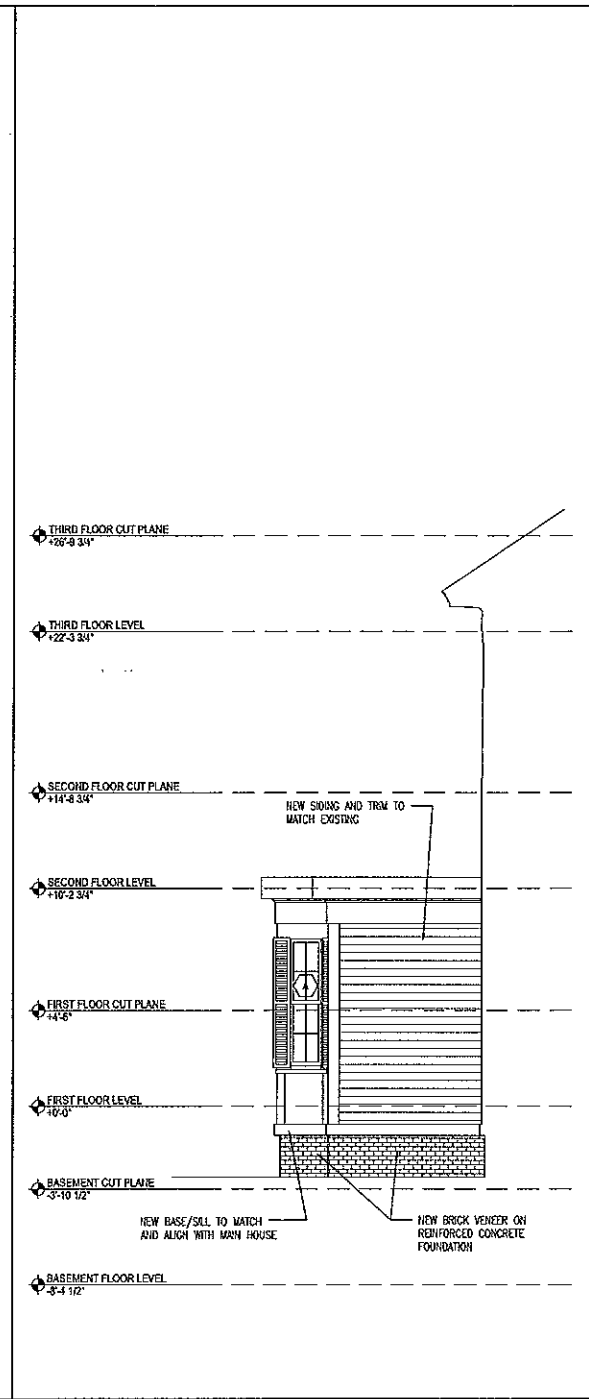 THIRD FLOOR CUT PLANE
+26'-9 3/4"
THIRD FLOOR LEVEL
+22'-3 3/4"
SECOND FLOOR CUT PLANE
+14'-8 3/4"
NEW SIDING AND TRIM TO
MATCH EXISTING
SECOND FLOOR LEVEL
+10'-2 3/4"
A
FIRST FLOOR CUT PLANE
+4'-6"
FIRST FLOOR LEVEL
+0'-0"
BASEMENT CUT PLANE
-3'-10 1/2"
NEW BASE/SILL TO MATCH
AND ALIGN WITH MAIN HOUSE
NEW BRICK VENEER ON
REINFORCED CONCRETE
FOUNDATION
BASEMENT FLOOR LEVEL
-8'-4 1/2"